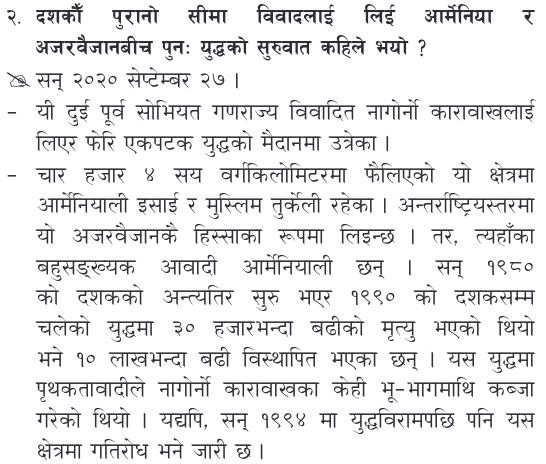 २. दशकौँ पुरानो सीमा विवादलाई लिई आर्मेनिया र
अजरवैजानबीच पुनः युद्धको सुरुवात कहिले भयो ?
सन् २०२० सेप्टेम्बर २७ ।
- यी दुई पूर्व सोभियत गणराज्य विवादित नागोर्नो कारावाखलाई
लिएर फेरि एकपटक युद्धको मैदानमा उत्रेका ।
- चार हजार ४ सय वर्गकिलोमिटरमा फैलिएको यो क्षेत्रमा
आर्मेनियाली इसाई र मुस्लिम तुर्केली रहेका । अन्तर्राष्ट्रियस्तरमा
यो अजरवैजानकै हिस्साका रूपमा लिइन्छ । तर, त्यहाँका
बहुसङ्ख्यक आवादी आर्मेनियाली छन् । सन् १९८०
को दशकको अन्त्यतिर सुरु भएर १९९० को दशकसम्म
चलेको युद्धमा ३० हजारभन्दा बढीको मृत्यु भएको थियो
भने १० लाखभन्दा बढी विस्थापित भएका छन् । यस युद्धमा
पृथकतावादीले नागोर्नो कारावाखका केही भू-भागमाथि कब्जा
गरेको थियो । यद्यपि, सन् १९९४ मा युद्धविरामपछि पनि यस
क्षेत्रमा गतिरोध भने जारी छ ।